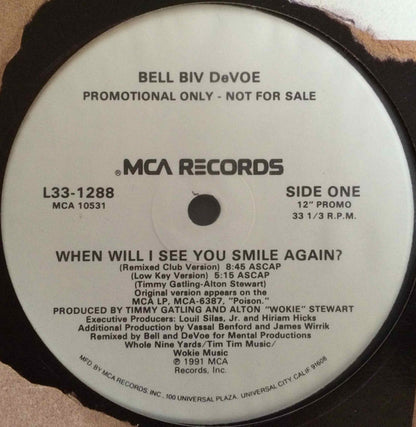 BELL BIV DeVOE
PROMOTIONAL ONLY - NOT FOR SALE
®MCA RECORDS
L33-1288
MCA 10531
SIDE ONE
12" PROMO
33 1/3 R.P.M.
WHEN WILL I SEE YOU SMILE AGAIN?
(Remixed Club Version) 8:45 ASCAP
(Low Key Version) 5:15 ASCAP
(Timmy Gatling-Alton Stewart)
Original version appears on the
MCA LP, MCA-6387, "Poison."
PRODUCED BY TIMMY GATLING AND ALTON "WOKIE" STEWART
Executive Producers: Louil Silas, Jr. and Hiriam Hicks
Additional Production by Vassal Benford and James Wirrik
Remixed by Bell and DeVoe for Mental Productions
Whole Nine Yards/Tim Tim Music/
Wokie Music
℗ 1991 MCA
Records, Inc.
MFD. BY MCA RECORDS INC., 100 UNIVERSAL PLAZA, UNIVERSAL CITY, CALIF 91608